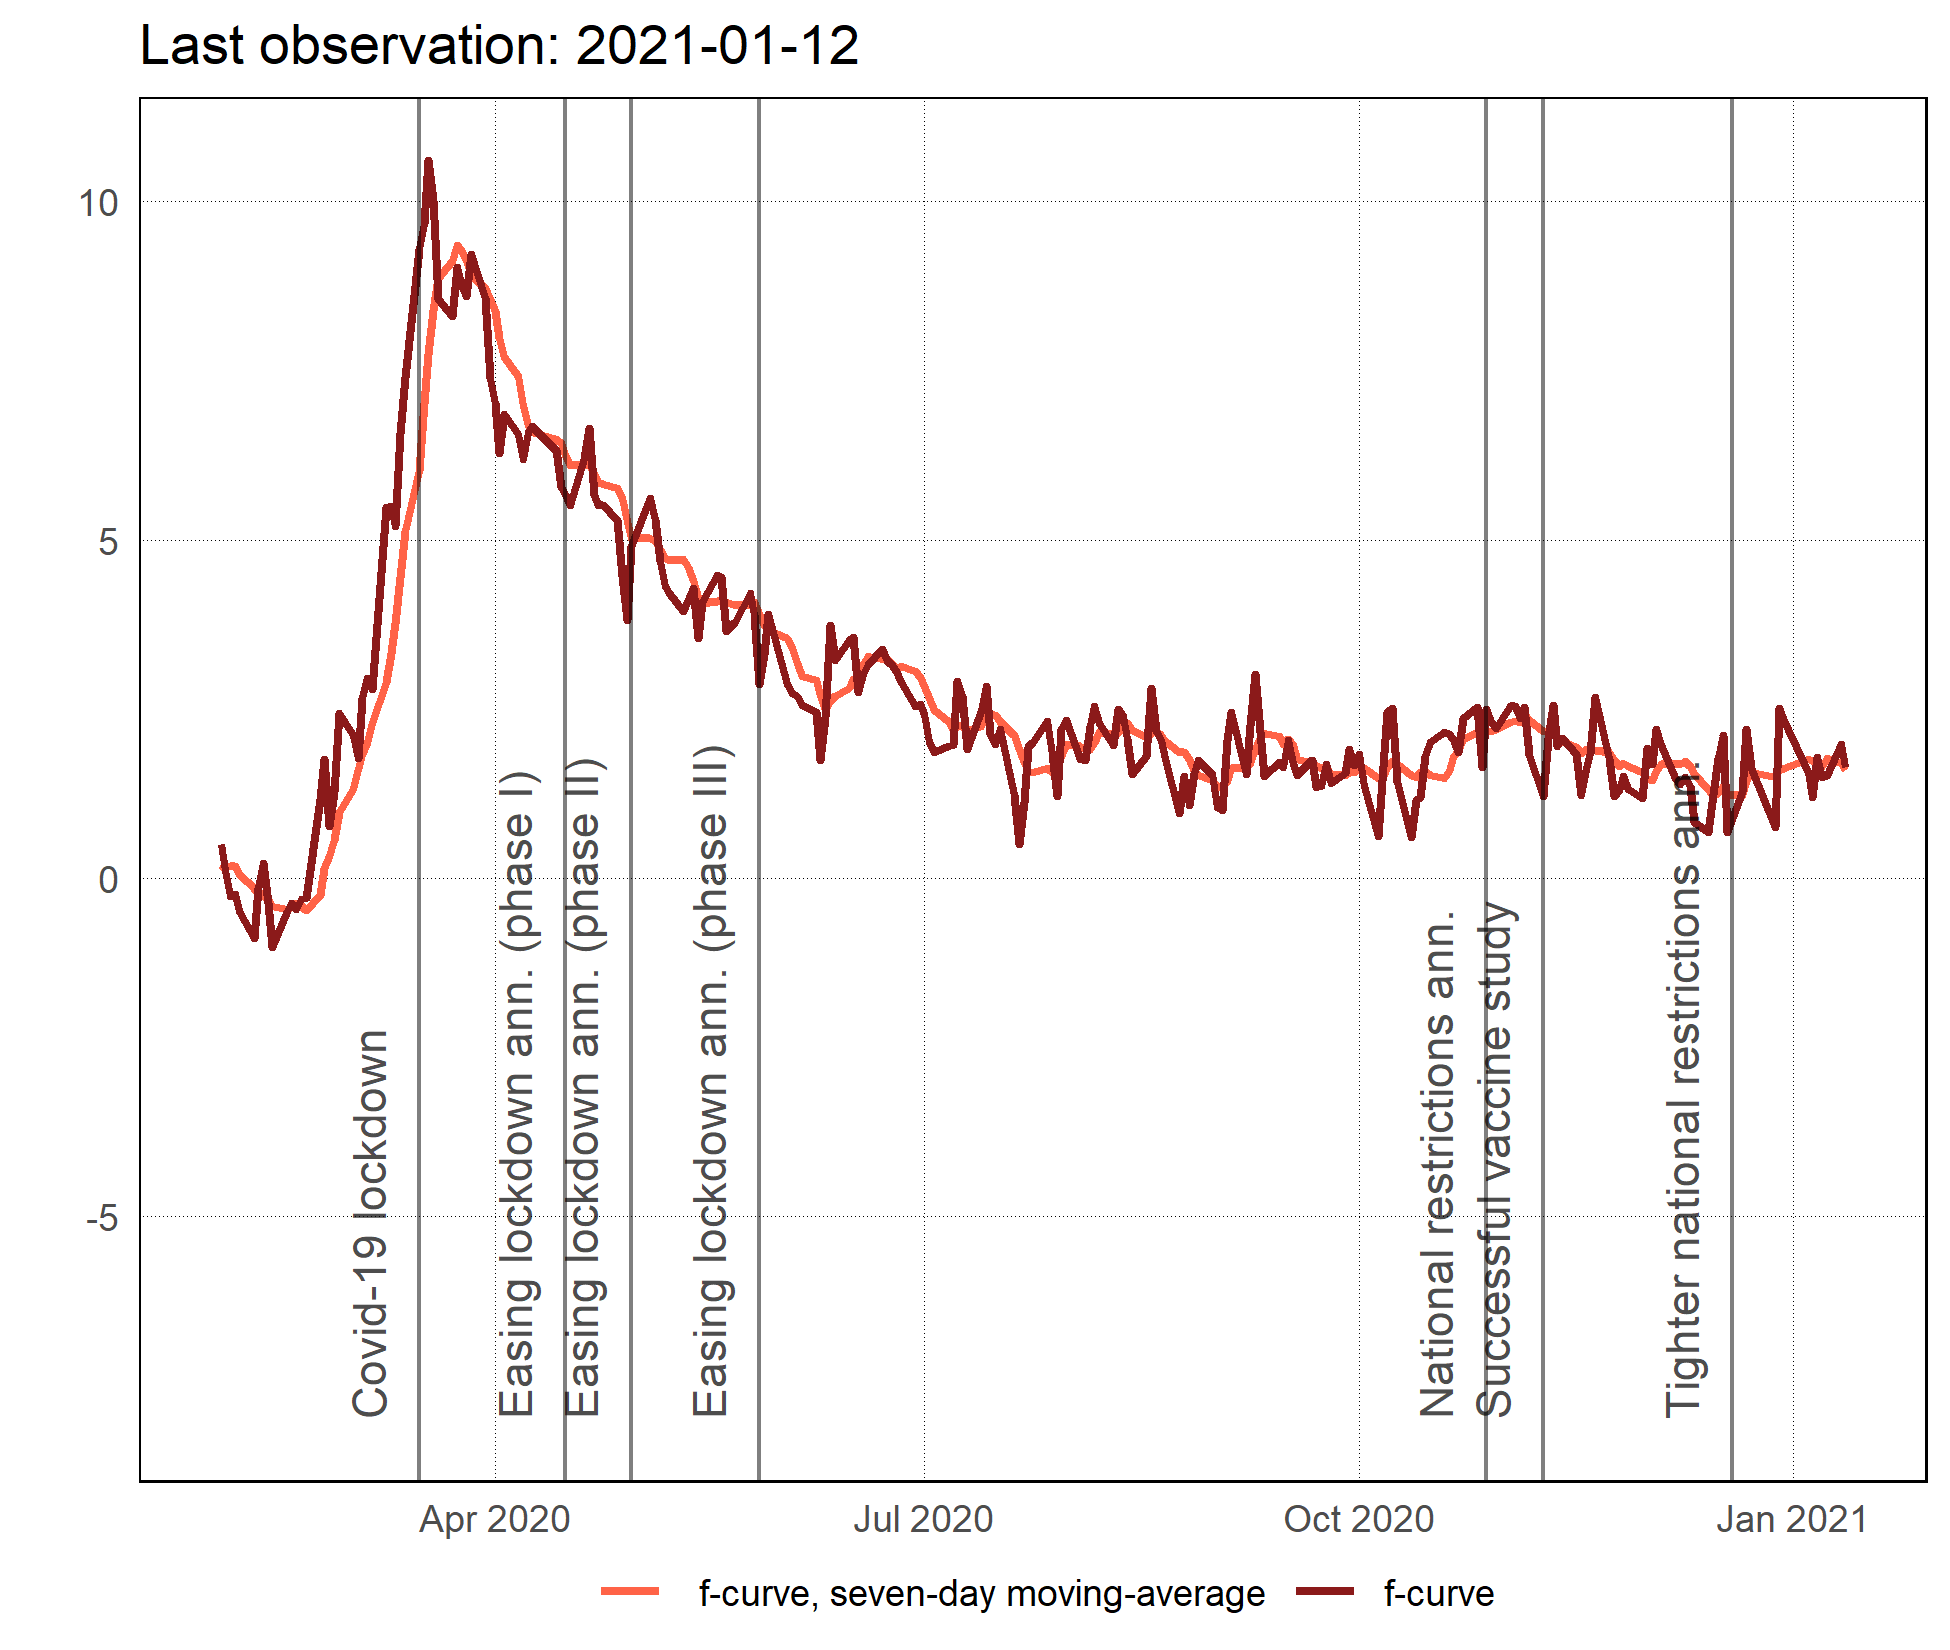 Last observation: 2021-01-12
10
5
0
-5
Covid-19 lockdown
Easing lockdown ann. (phase I)
Easing lockdown ann. (phase II)
Easing lockdown ann. (phase III)
National restrictions ann.
Successful vaccine study
Tighter national restrictions ann.
Apr 2020
Jul 2020
Oct 2020
Jan 2021
f-curve, seven-day moving-average
f-curve